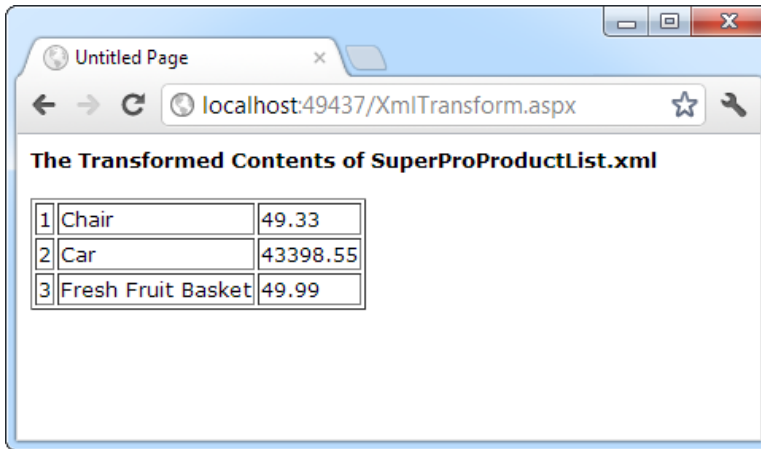 Untitled Page
localhost:49437/XmlTransform.aspx
The Transformed Contents of SuperProProductList.xml
1 Chair 49.33
2 Car 43398.55
3 Fresh Fruit Basket 49.99